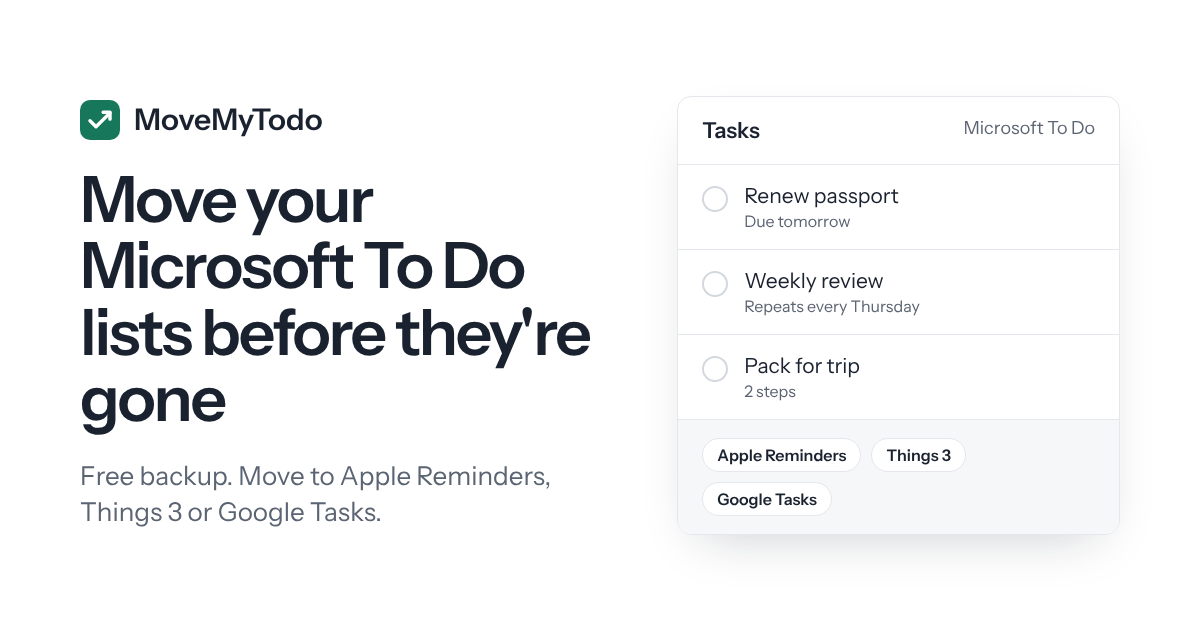 MoveMyTodo
Move your
Microsoft To Do
lists before they're
gone
Free backup. Move to Apple Reminders,
Things 3 or Google Tasks.
Tasks
Microsoft To Do
Renew passport
Due tomorrow
Weekly review
Repeats every Thursday
Pack for trip
2 steps
Apple Reminders
Things 3
Google Tasks